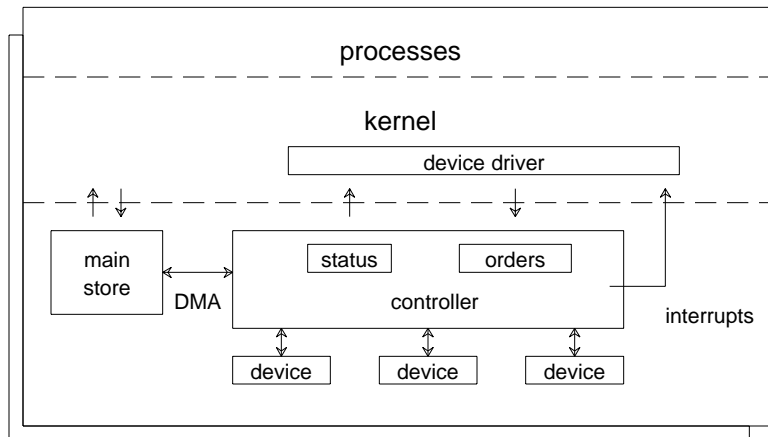 processes
kernel
device driver
main
store
status
orders
DMA
controller
interrupts
device
device
device